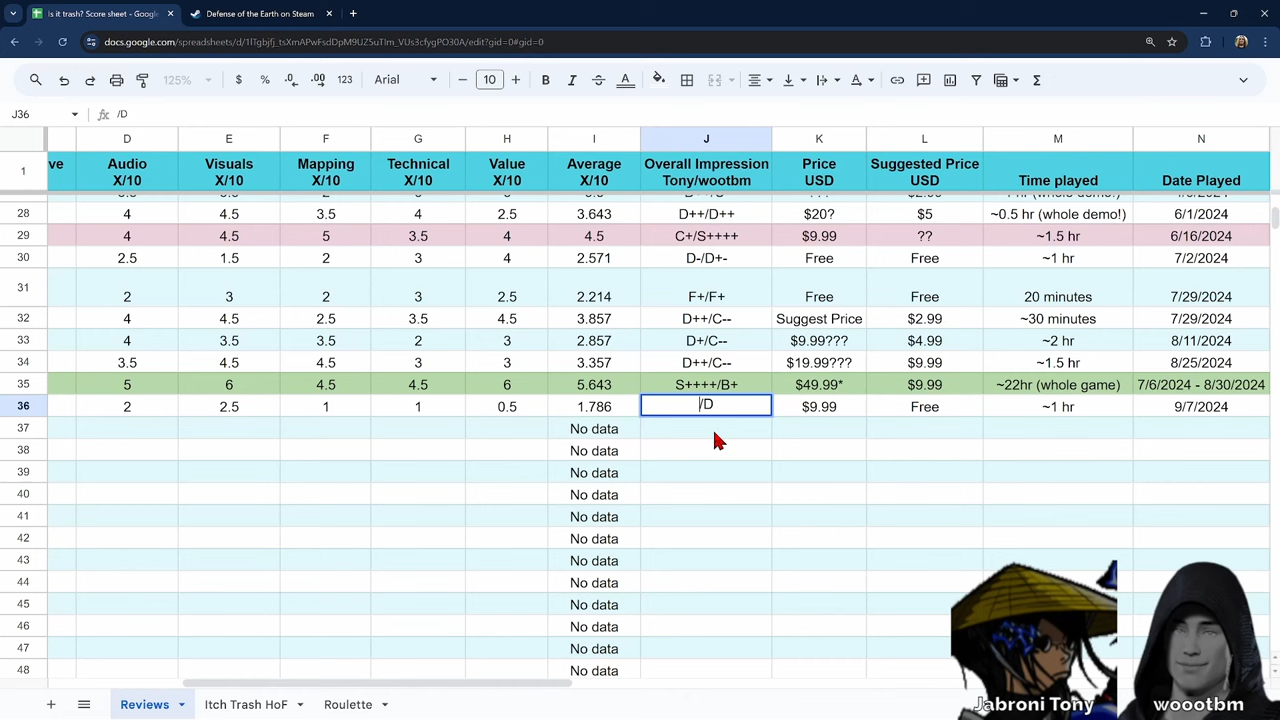 Is it trash? Score sheet - Goog
Defense of the Earth on Steam
docs.google.com/spreadsheets/d/
125% $ % .0 .00 123 Arial 10 B I S A
J36 fx /D
D E F G H I J K L M N
1 ve Audio X/10 Visuals X/10 Mapping X/10 Technical X/10 Value X/10 Average X/10 Overall Impression Tony/wootbm Price USD Suggested Price USD Time played Date Played
28 4 4.5 3.5 4 2.5 3.643 D++/D++ $20? $5 ~0.5 hr (whole demo!) 6/1/2024
29 4 4.5 5 3.5 4 4.5 C+/S++++ $9.99 ?? ~1.5 hr 6/16/2024
30 2.5 1.5 2 3 4 2.571 D-/D+- Free ~1 hr 7/2/2024
31 2 3 2 3 2.5 2.214 F+/F+ Free Free 20 minutes 7/29/2024
32 4 4.5 2.5 3.5 4.5 3.857 D++/C-- Suggest Price $2.99 ~30 minutes 7/29/2024
33 4 3.5 3.5 2 3 2.857 D+/C-- $9.99??? $4.99 ~2 hr 8/11/2024
34 3.5 4.5 4.5 3 3 3.357 D++/C-- $19.99??? $9.99 ~1.5 hr 8/25/2024
35 5 6 4.5 4.5 6 5.643 S++++/B+ $49.99* $9.99 ~22hr (whole game) 7/6/2024 - 8/30/2024
36 2 2.5 1 1 0.5 1.786 /D $9.99 Free ~1 hr 9/7/2024
37 No data
38 No data
39 No data
40 No data
41 No data
42 No data
43 No data
44 No data
45 No data
46 No data
47 No data
48 No data
Jabroni Tony woootbm
Reviews Itch Trash HoF Roulette